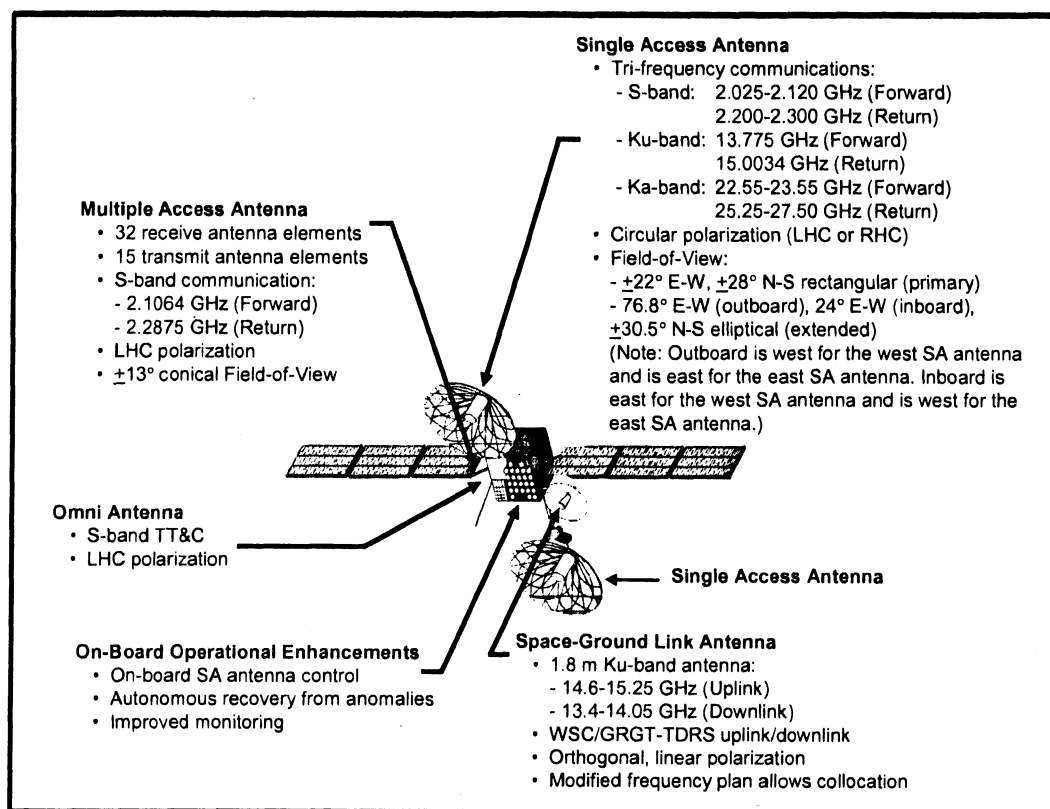 Single Access Antenna
• Tri-frequency communications:
- S-band: 2.025-2.120 GHz (Forward)
2.200-2.300 GHz (Return)
- Ku-band: 13.775 GHz (Forward)
15.0034 GHz (Return)
- Ka-band: 22.55-23.55 GHz (Forward)
25.25-27.50 GHz (Return)
• Circular polarization (LHC or RHC)
• Field-of-View:
- ±22° E-W, ±28° N-S rectangular (primary)
- 76.8° E-W (outboard), 24° E-W (inboard),
±30.5° N-S elliptical (extended)
(Note: Outboard is west for the west SA antenna
and is east for the east SA antenna. Inboard is
east for the west SA antenna and is west for the
east SA antenna.)
Multiple Access Antenna
• 32 receive antenna elements
• 15 transmit antenna elements
• S-band communication:
- 2.1064 GHz (Forward)
- 2.2875 GHz (Return)
• LHC polarization
• ±13° conical Field-of-View
Omni Antenna
• S-band TT&C
• LHC polarization
Single Access Antenna
On-Board Operational Enhancements
• On-board SA antenna control
• Autonomous recovery from anomalies
• Improved monitoring
Space-Ground Link Antenna
• 1.8 m Ku-band antenna:
- 14.6-15.25 GHz (Uplink)
- 13.4-14.05 GHz (Downlink)
• WSC/GRGT-TDRS uplink/downlink
• Orthogonal, linear polarization
• Modified frequency plan allows collocation